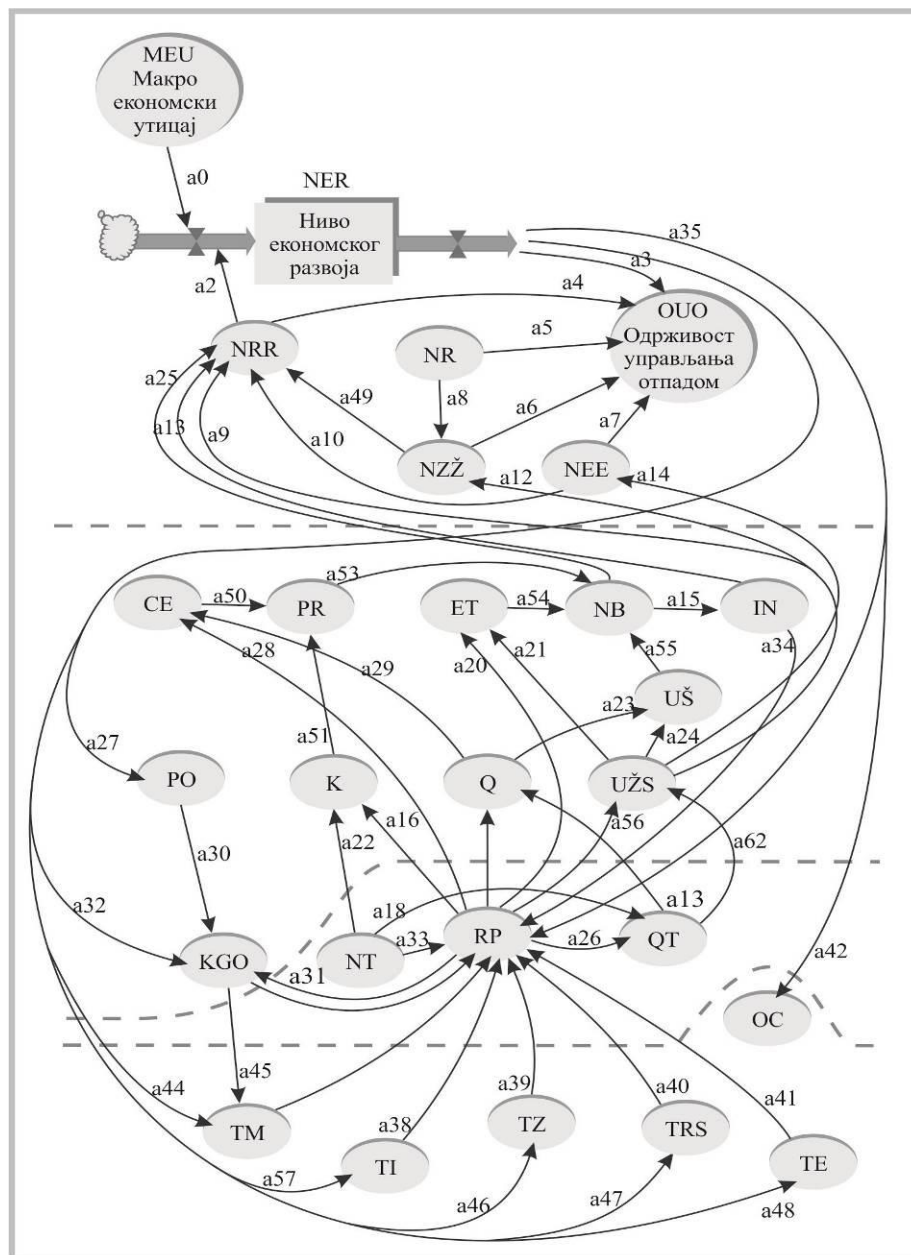 MEU
Макро
економски
утицај
a0
NER
Ниво
економског
развоја
a35
a3
a2
a4
OUO
Одрживост
управљања
отпадом
NRR
NR
a5
a25
a49
a8
a6
a13
a9
a10
a7
NZŽ
a12
NEE
a14
CE
a50
PR
a53
ET
a54
NB
a15
IN
a28
a29
a20
a21
a55
a34
UŠ
a23
a24
a27
PO
a51
K
Q
UŽS
a30
a22
a16
a56
a62
a32
a18
a13
KGO
NT
a33
RP
a26
QT
a31
a42
OC
a45
a44
TM
a38
a39
a40
a41
TZ
TRS
TI
TE
a57
a46
a47
a48